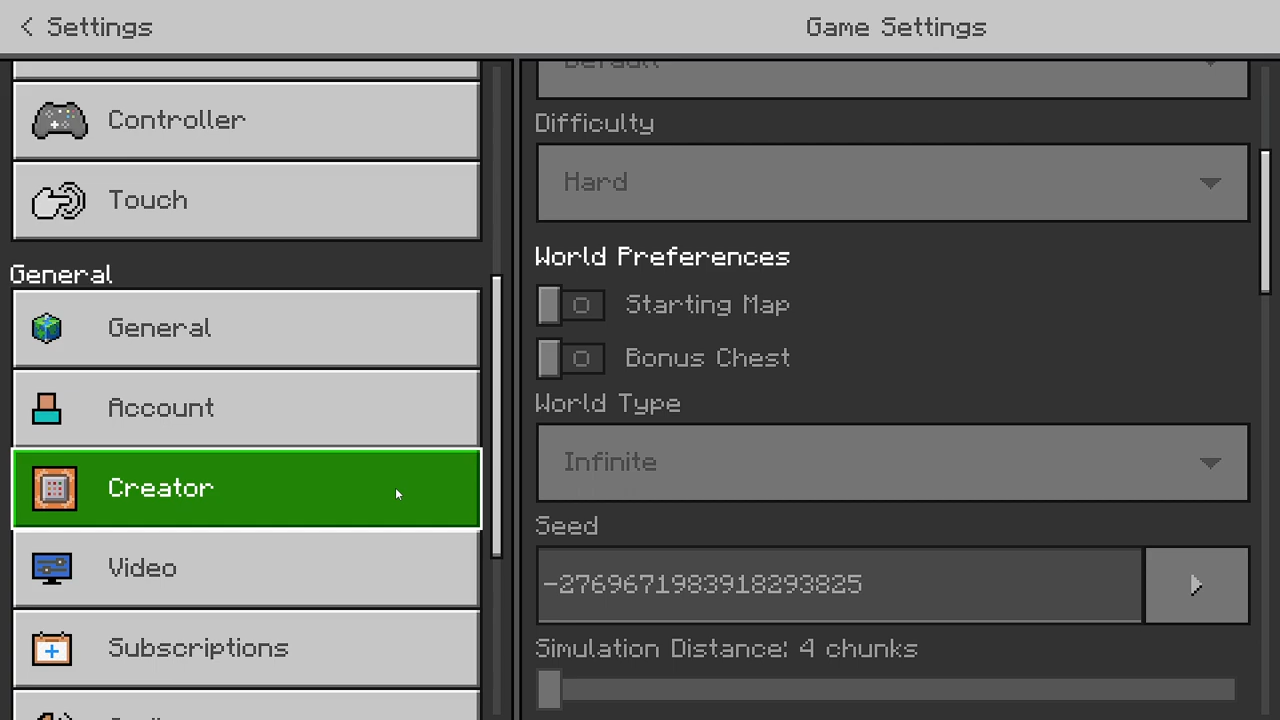 Settings
Game Settings
Controller
Touch
General
General
Account
Creator
Video
Subscriptions
Default
Difficulty
Hard
World Preferences
Starting Map
Bonus Chest
World Type
Infinite
Seed
-2769671983918293825
Simulation Distance: 4 chunks